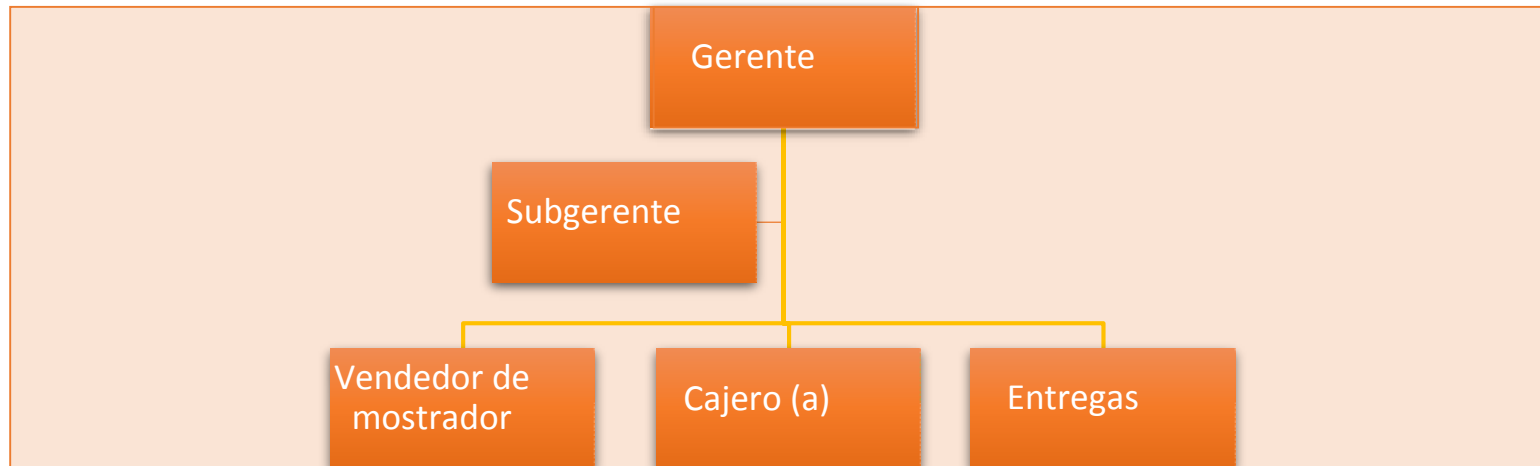 Gerente
Subgerente
Vendedor de
mostrador
Cajero (a)
Entregas